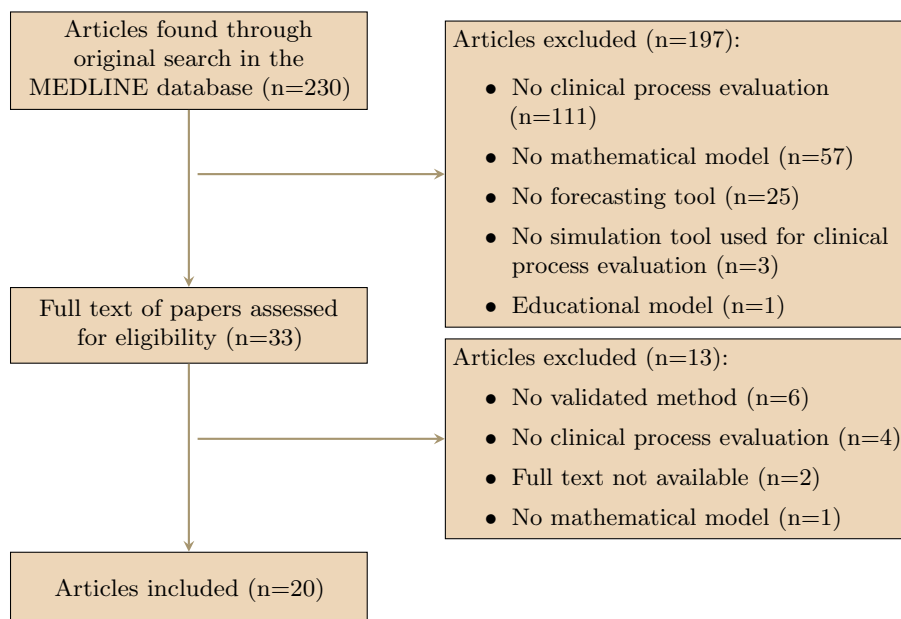 Articles found through
original search in the
MEDLINE database (n=230)
Articles excluded (n=197):
• No clinical process evaluation
(n=111)
• No mathematical model (n=57)
• No forecasting tool (n=25)
• No simulation tool used for clinical
process evaluation (n=3)
• Educational model (n=1)
Full text of papers assessed
for eligibility (n=33)
Articles excluded (n=13):
• No validated method (n=6)
• No clinical process evaluation (n=4)
• Full text not available (n=2)
• No mathematical model (n=1)
Articles included (n=20)